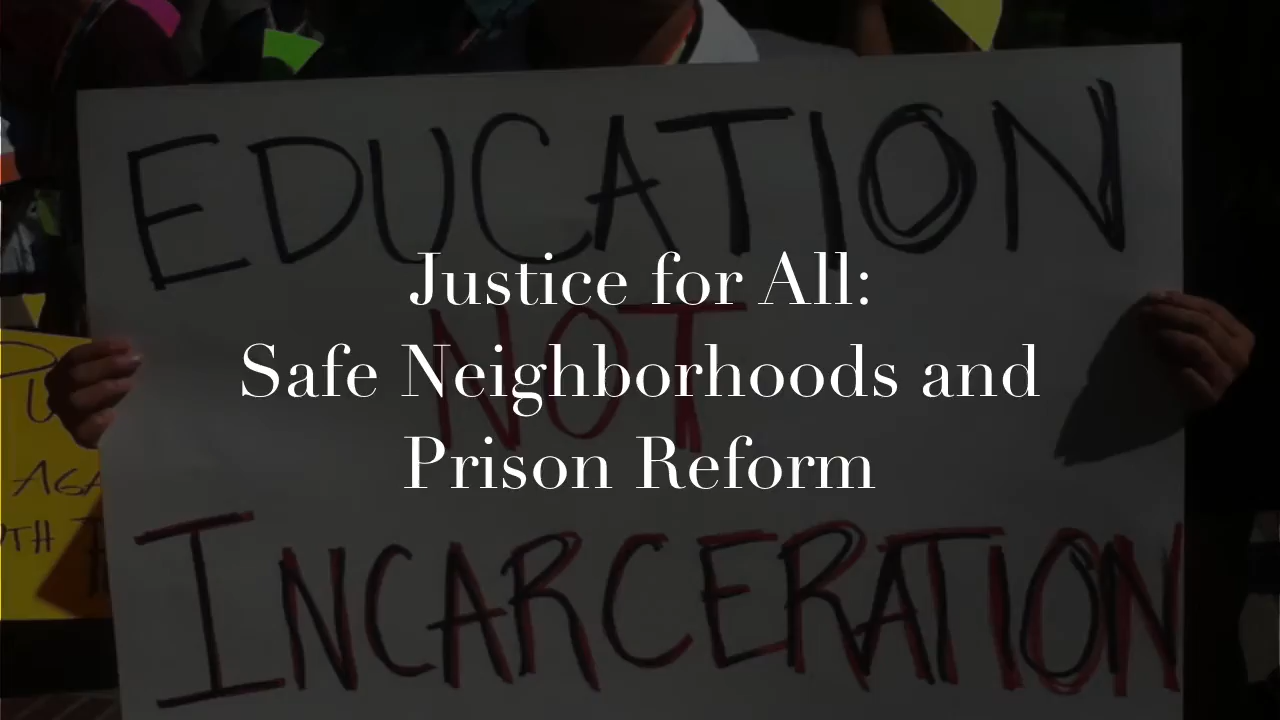 EDUCATION
Justice for All:
NOT
Safe Neighborhoods and
Prison Reform
INCARCERATION